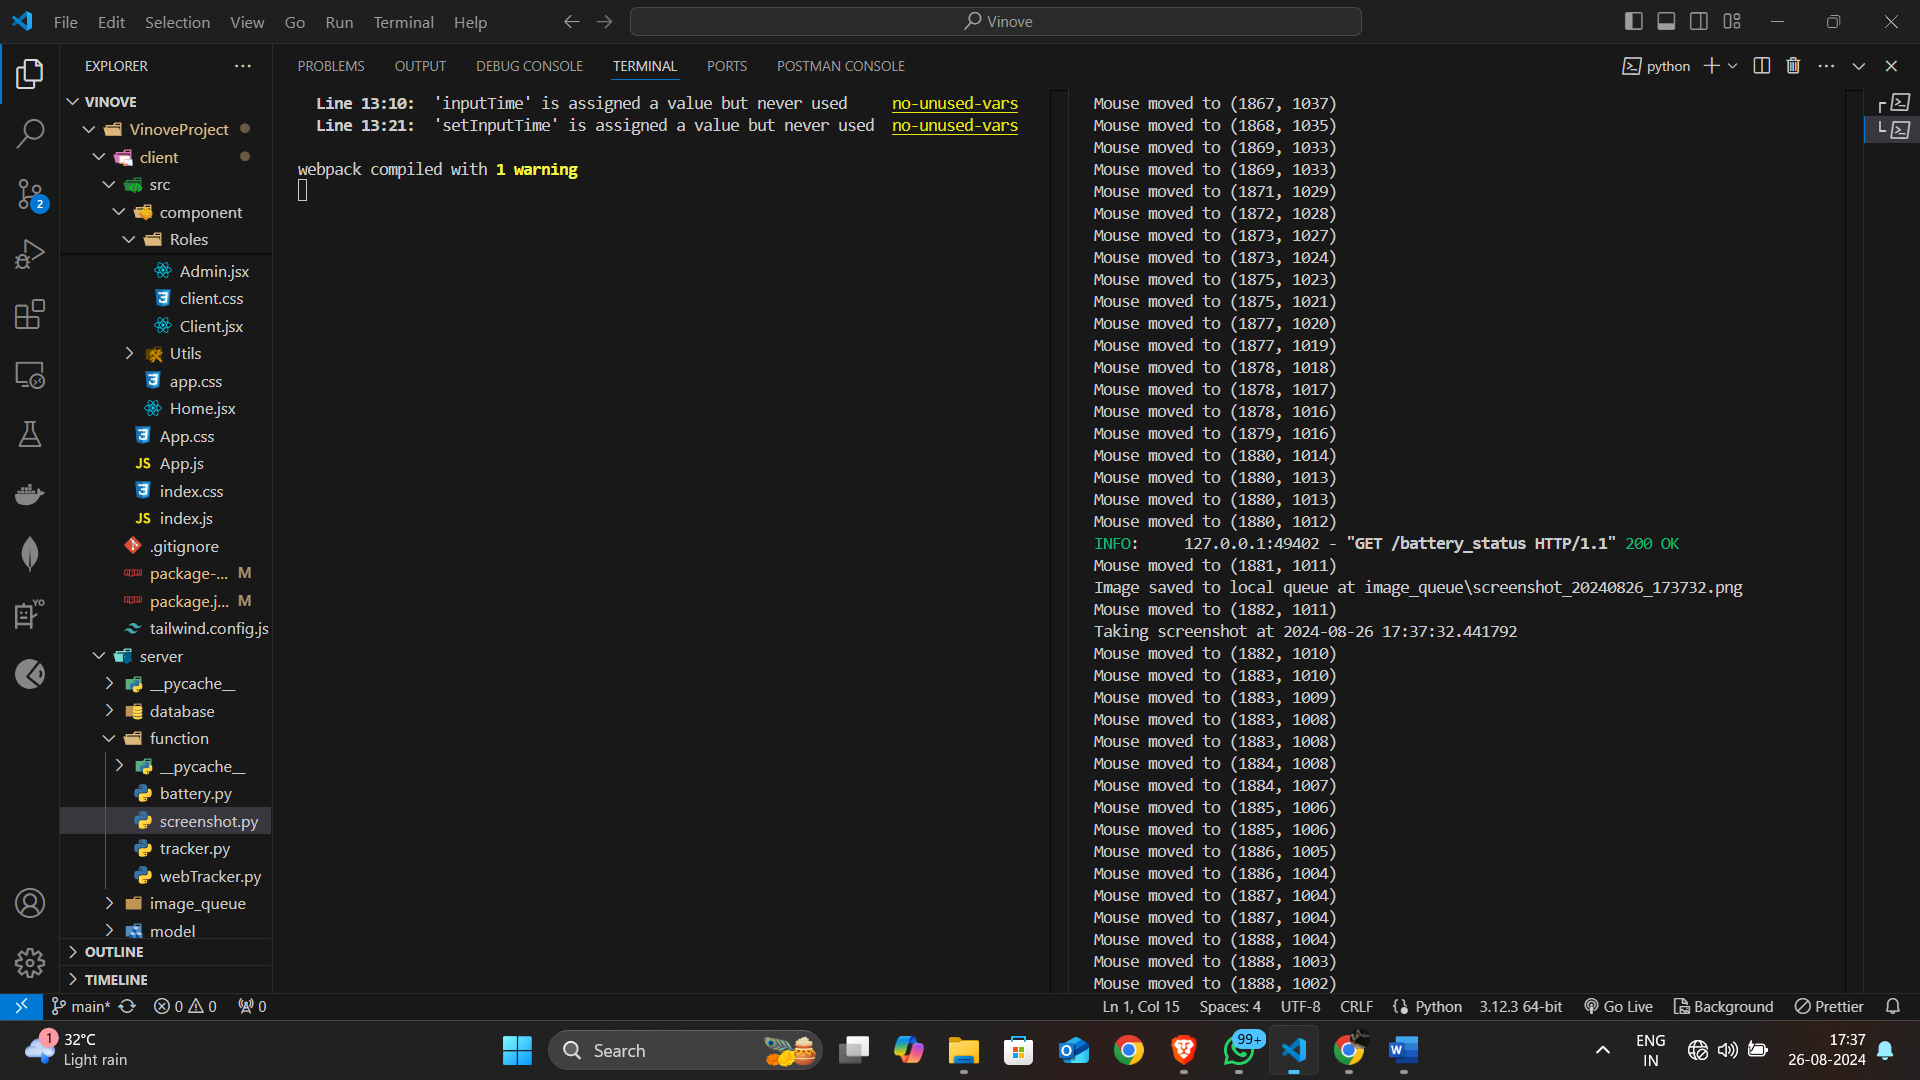 File Edit Selection View Go Run Terminal Help
Vinove
EXPLORER
VINOVE
VinoveProject
client
src
component
Roles
Admin.jsx
client.css
Client.jsx
Utils
app.css
Home.jsx
App.css
JS App.js
index.css
JS index.js
.gitignore
package-... M
package.j... M
tailwind.config.js
server
__pycache__
database
function
__pycache__
battery.py
screenshot.py
tracker.py
webTracker.py
image_queue
model
OUTLINE
TIMELINE
2
YO
PROBLEMS OUTPUT DEBUG CONSOLE TERMINAL PORTS POSTMAN CONSOLE
python
Line 13:10: 'inputTime' is assigned a value but never used no-unused-vars
Line 13:21: 'setInputTime' is assigned a value but never used no-unused-vars
webpack compiled with 1 warning
Mouse moved to (1867, 1037)
Mouse moved to (1868, 1035)
Mouse moved to (1869, 1033)
Mouse moved to (1869, 1033)
Mouse moved to (1871, 1029)
Mouse moved to (1872, 1028)
Mouse moved to (1873, 1027)
Mouse moved to (1873, 1024)
Mouse moved to (1875, 1023)
Mouse moved to (1875, 1021)
Mouse moved to (1877, 1020)
Mouse moved to (1877, 1019)
Mouse moved to (1878, 1018)
Mouse moved to (1878, 1017)
Mouse moved to (1878, 1016)
Mouse moved to (1879, 1016)
Mouse moved to (1880, 1014)
Mouse moved to (1880, 1013)
Mouse moved to (1880, 1013)
Mouse moved to (1880, 1012)
INFO: 127.0.0.1:49402 - "GET /battery_status HTTP/1.1" 200 OK
Mouse moved to (1881, 1011)
Image saved to local queue at image_queue\screenshot_20240826_173732.png
Mouse moved to (1882, 1011)
Taking screenshot at 2024-08-26 17:37:32.441792
Mouse moved to (1882, 1010)
Mouse moved to (1883, 1010)
Mouse moved to (1883, 1009)
Mouse moved to (1883, 1008)
Mouse moved to (1883, 1008)
Mouse moved to (1884, 1008)
Mouse moved to (1884, 1007)
Mouse moved to (1885, 1006)
Mouse moved to (1885, 1006)
Mouse moved to (1886, 1005)
Mouse moved to (1886, 1004)
Mouse moved to (1887, 1004)
Mouse moved to (1887, 1004)
Mouse moved to (1888, 1004)
Mouse moved to (1888, 1003)
Mouse moved to (1888, 1002)
main* 0 0 0
Ln 1, Col 15 Spaces: 4 UTF-8 CRLF Python 3.12.3 64-bit Go Live Background Prettier
1 32°C
Light rain
Search
99+
ENG
IN
17:37
26-08-2024